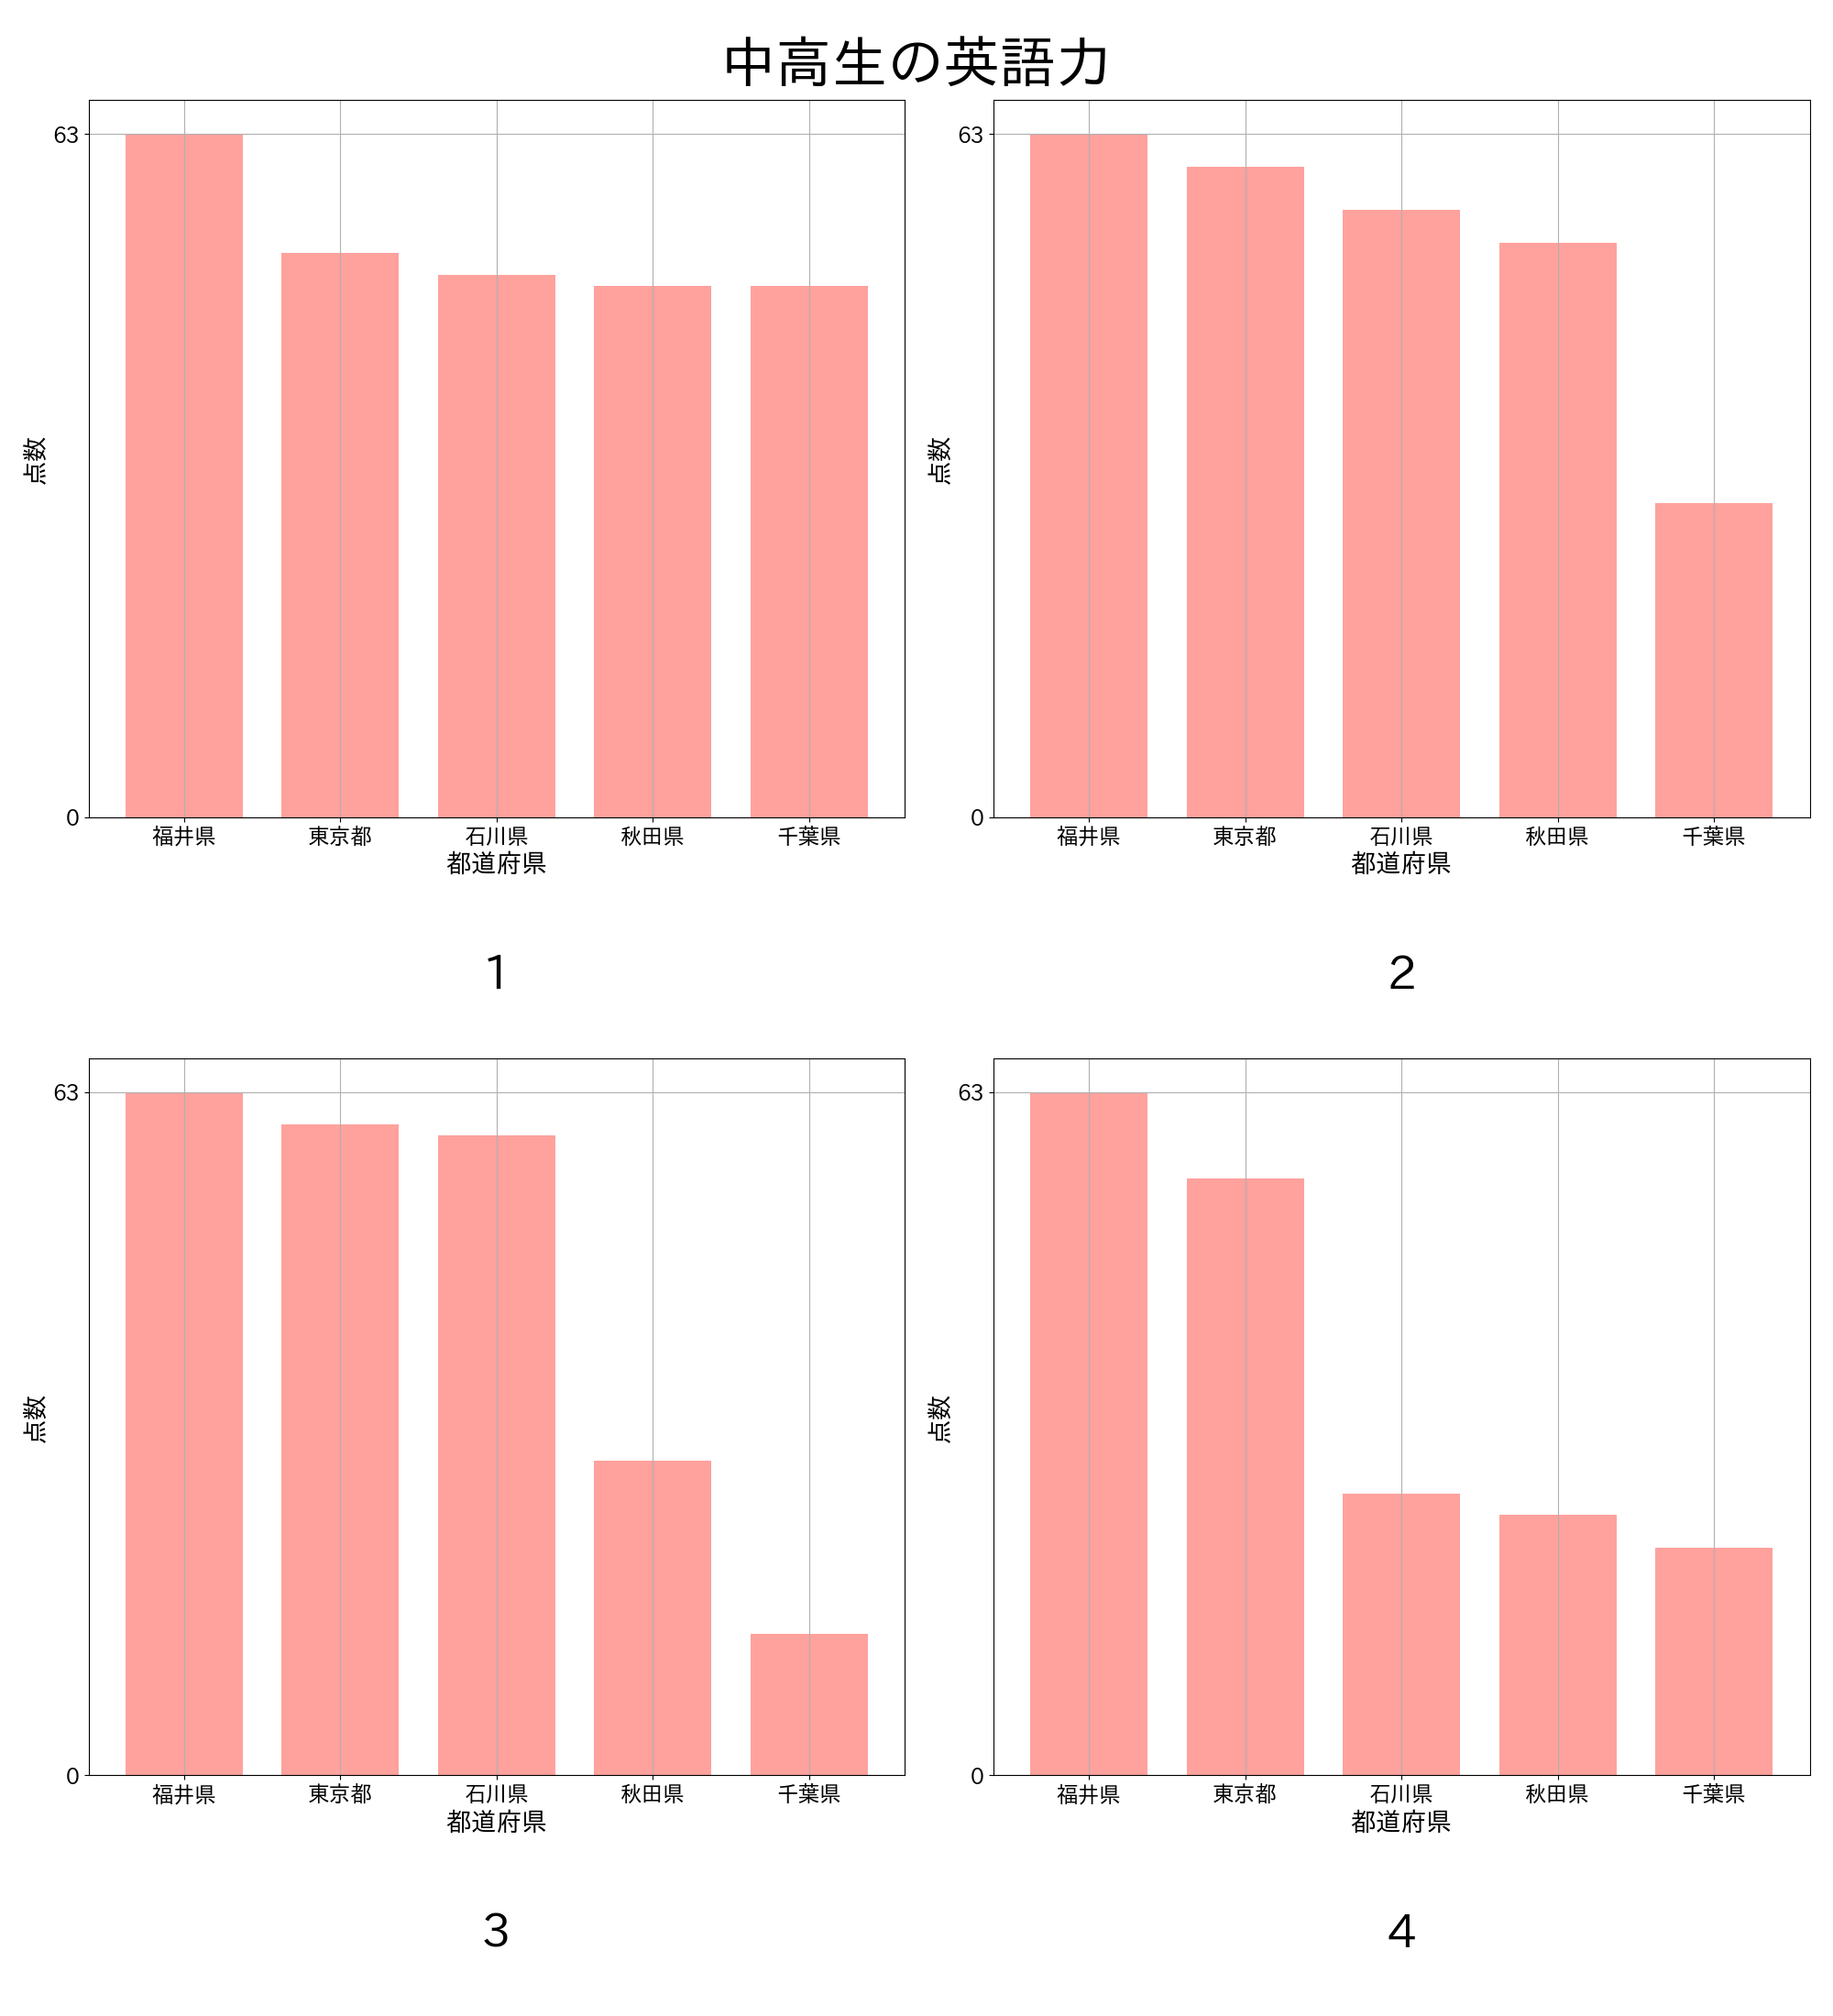 中高生の英語力
63
点数
0
福井県 東京都 石川県 秋田県 千葉県
都道府県
1
63
点数
0
福井県 東京都 石川県 秋田県 千葉県
都道府県
2
63
点数
0
福井県 東京都 石川県 秋田県 千葉県
都道府県
3
63
点数
0
福井県 東京都 石川県 秋田県 千葉県
都道府県
4